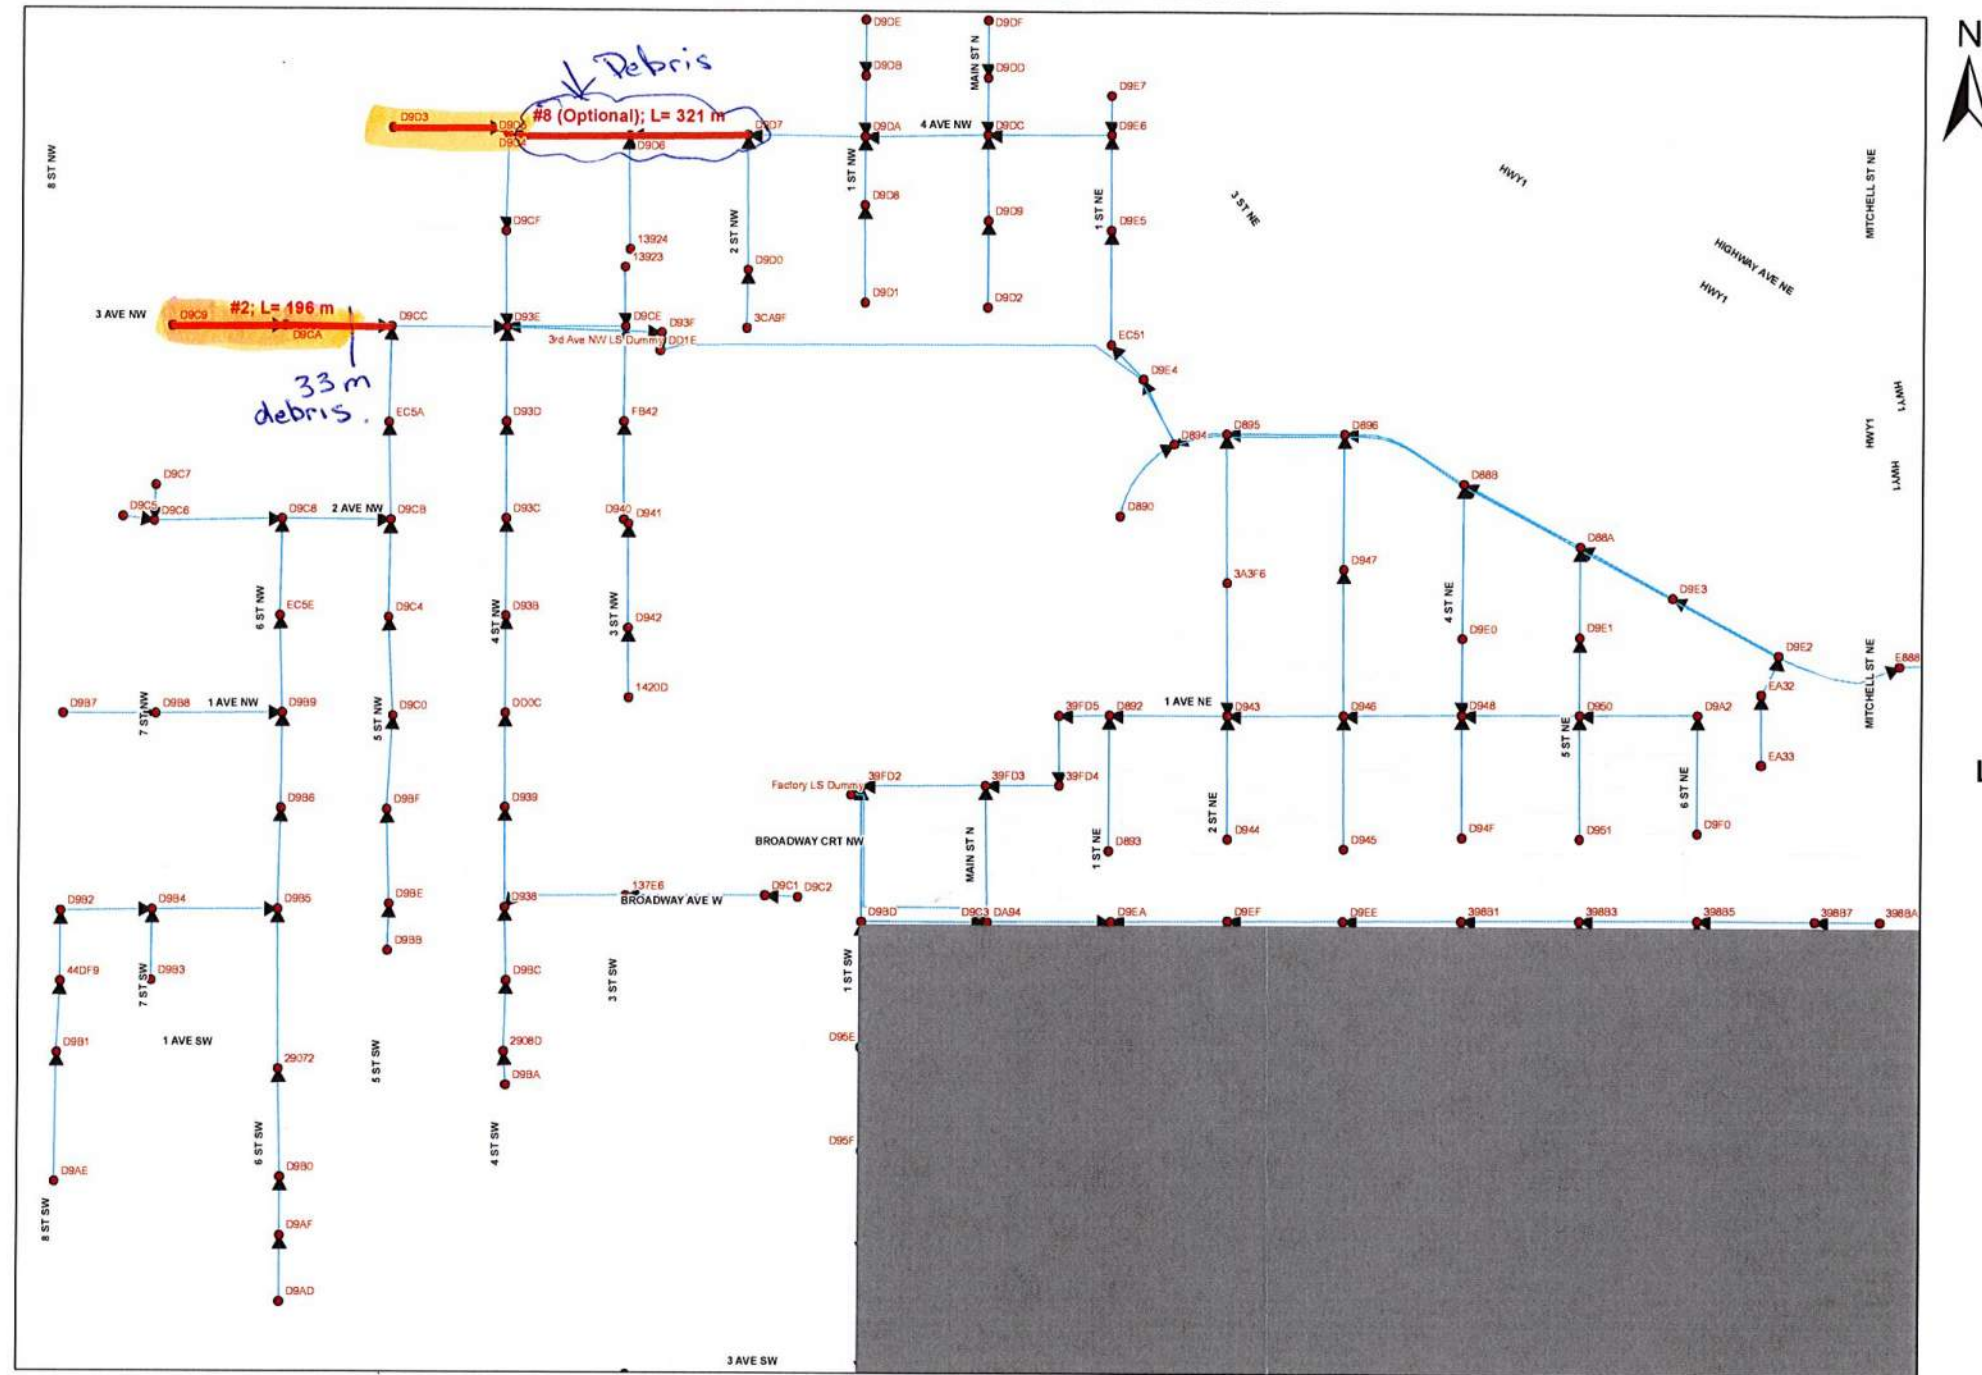 D9DE
D9DF
N
D9DB
MAIN ST N
D9DD
Debris
D9E7
D9D3
D9D5
#8 (Optional); L= 321 m
D9D7
D9DA
4 AVE NW
D9DC
D9E6
D9D4
D9D6
8 ST NW
1 ST NW
HWY1
MITCHELL ST NE
D9D8
3 ST NE
D9CF
D9D9
1 ST NE
D9E5
2 ST NW
13924
13923
D9D0
HIGHWAY AVE NE
HWY1
D9D1
D9D2
3 AVE NW
D9C9
#2; L= 196 m
D9CA
D9CC
D93E
D9CE
D93F
3CA9F
3rd Ave NW LS Dummy
DD1E
EC51
33 m
debris.
D9E4
HWY1
EC5A
D93D
FB42
D894
D895
D896
HWY1
HWY1
D9C7
D88B
D9C5
D9C6
D9C8
2 AVE NW
D9CB
D93C
D940
D941
D890
D88A
3A3F6
D947
D9E3
EC5E
6 ST NW
D9C4
D93B
4 ST NW
D942
3 ST NW
4 ST NE
D9E0
D9E1
D9E2
E888
MITCHELL ST NE
1420D
EA32
D9B7
7 ST NW
D9B8
1 AVE NW
D9B9
5 ST NW
D9C0
DD0C
39FD5
D892
1 AVE NE
D943
D946
D948
D950
5 ST NE
D9A2
EA33
Factory LS Dummy
39FD2
39FD3
39FD4
L
D9B6
D9BF
D939
2 ST NE
6 ST NE
BROADWAY CRT NW
MAIN ST N
1 ST NE
D893
D944
D945
D94F
D951
D9F0
D9B2
D9B4
D9B5
D9BE
D938
137E6
BROADWAY AVE W
D9C1
D9C2
D9BD
D9C3
DA94
D9EA
D9EF
D9EE
398B1
398B3
398B5
398B7
398BA
D9BB
44DF9
7 ST SW
D9B3
D9BC
3 ST SW
1 ST SW
D9B1
1 AVE SW
29072
5 ST SW
2908D
D9BA
D95E
6 ST SW
4 ST SW
D95F
D9AE
D9B0
8 ST SW
D9AF
D9AD
3 AVE SW